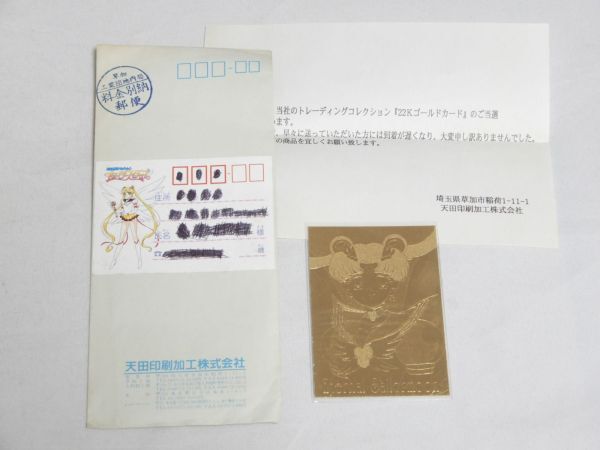 草加
料金別納
郵便
住所
氏名
様
天田印刷加工株式会社
当社のトレーディングコレクション『22Kゴールドカード』のご当選
います。
、早々に送っていただいた方には到着が遅くなり、大変申し訳ありませんでした。
の商品を宜しくお願い致します。
埼玉県草加市稲荷1-11-1
天田印刷加工株式会社
Eternal Sailormoon